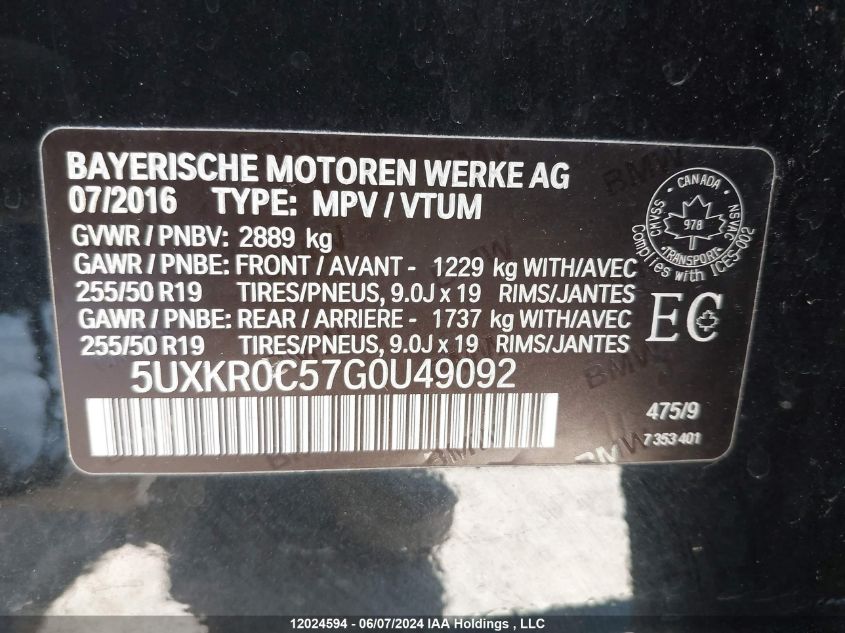 BAYERISCHE MOTOREN WERKE AG
07/2016 TYPE: MPV / VTUM
GVWR / PNBV: 2889 kg
GAWR / PNBE: FRONT / AVANT - 1229 kg WITH/AVEC
255/50 R19 TIRES/PNEUS, 9.0J x 19 RIMS/JANTES
GAWR / PNBE: REAR / ARRIERE - 1737 kg WITH/AVEC
255/50 R19 TIRES/PNEUS, 9.0J x 19 RIMS/JANTES
5UXKR0C57G0U49092
CMVSS - CANADA - NSVAC
978
TRANSPORT
Complies with ICES-002
EC
475/9
7 353 401
BMW
BMW
BMW
12024594 - 06/07/2024 IAA Holdings , LLC